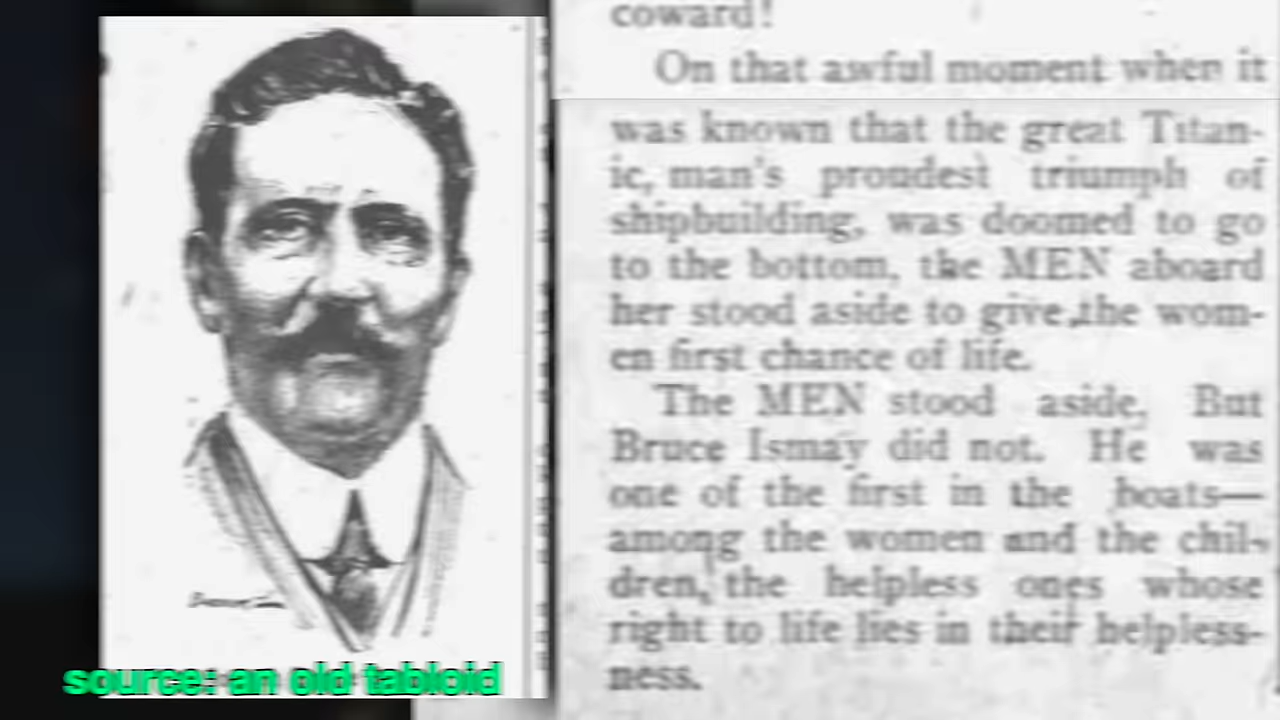 coward!
On that awful moment when it
was known that the great Titan-
ic, man's proudest triumph of
shipbuilding, was doomed to go
to the bottom, the MEN aboard
her stood aside to give the wom-
en first chance of life.
The MEN stood aside. But
Bruce Ismay did not. He was
one of the first in the boats—
among the women and the chil-
dren, the helpless ones whose
right to life lies in their helpless-
ness.
source: an old tabloid